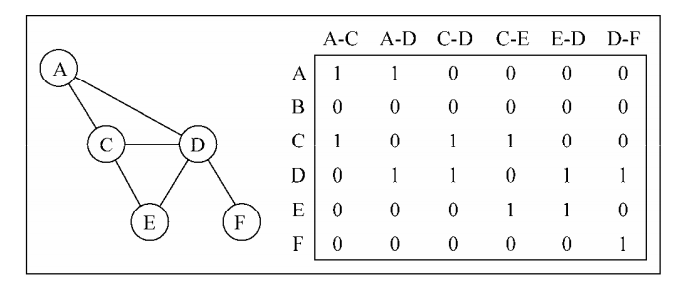 A
C
D
E
F
A-C A-D C-D C-E E-D D-F
A 1 1 0 0 0 0
B 0 0 0 0 0 0
C 1 0 1 1 0 0
D 0 1 1 0 1 1
E 0 0 0 1 1 0
F 0 0 0 0 0 1